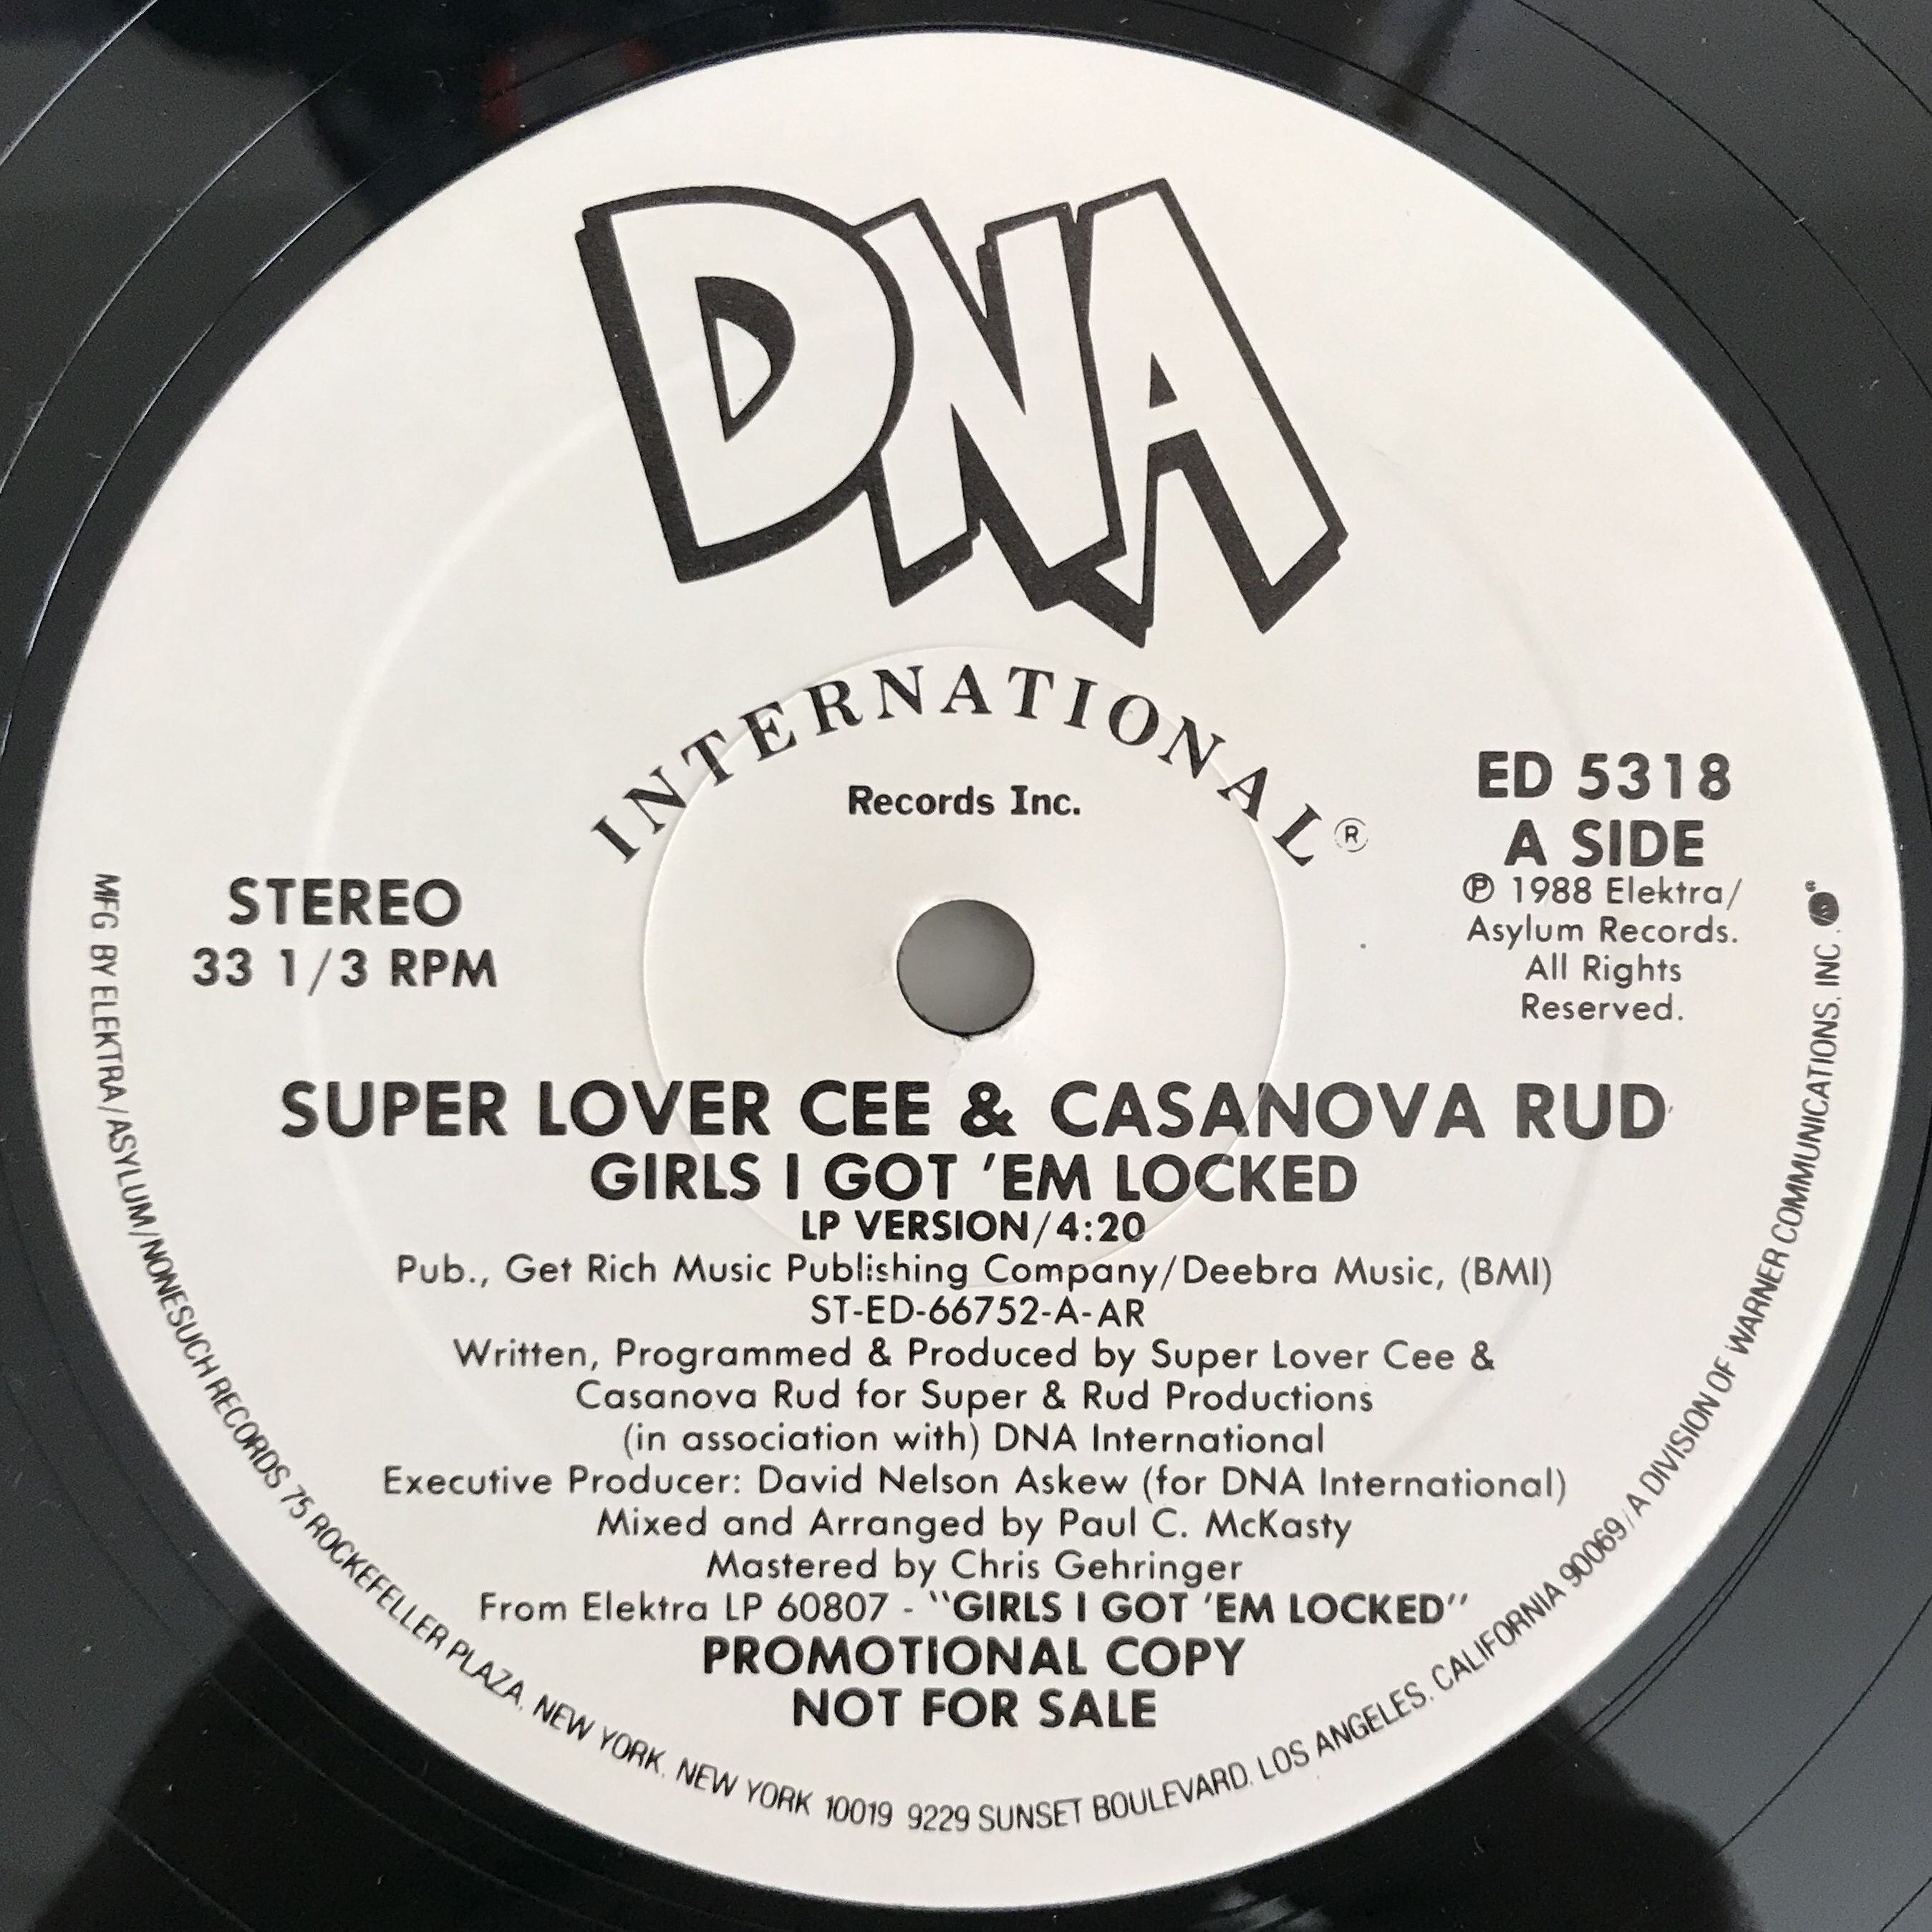 DNA
INTERNATIONAL®
Records Inc.
ED 5318
A SIDE
℗ 1988 Elektra/
Asylum Records.
All Rights
Reserved.
STEREO
33 1/3 RPM
SUPER LOVER CEE & CASANOVA RUD
GIRLS I GOT 'EM LOCKED
LP VERSION/4:20
Pub., Get Rich Music Publishing Company/Deebra Music, (BMI)
ST-ED-66752-A-AR
Written, Programmed & Produced by Super Lover Cee &
Casanova Rud for Super & Rud Productions
(in association with) DNA International
Executive Producer: David Nelson Askew (for DNA International)
Mixed and Arranged by Paul C. McKasty
Mastered by Chris Gehringer
From Elektra LP 60807 - "GIRLS I GOT 'EM LOCKED"
PROMOTIONAL COPY
NOT FOR SALE
MFG BY ELEKTRA/ASYLUM/NONESUCH RECORDS 75 ROCKEFELLER PLAZA, NEW YORK, NEW YORK 10019 9229 SUNSET BOULEVARD, LOS ANGELES, CALIFORNIA 90069/A DIVISION OF WARNER COMMUNICATIONS, INC.